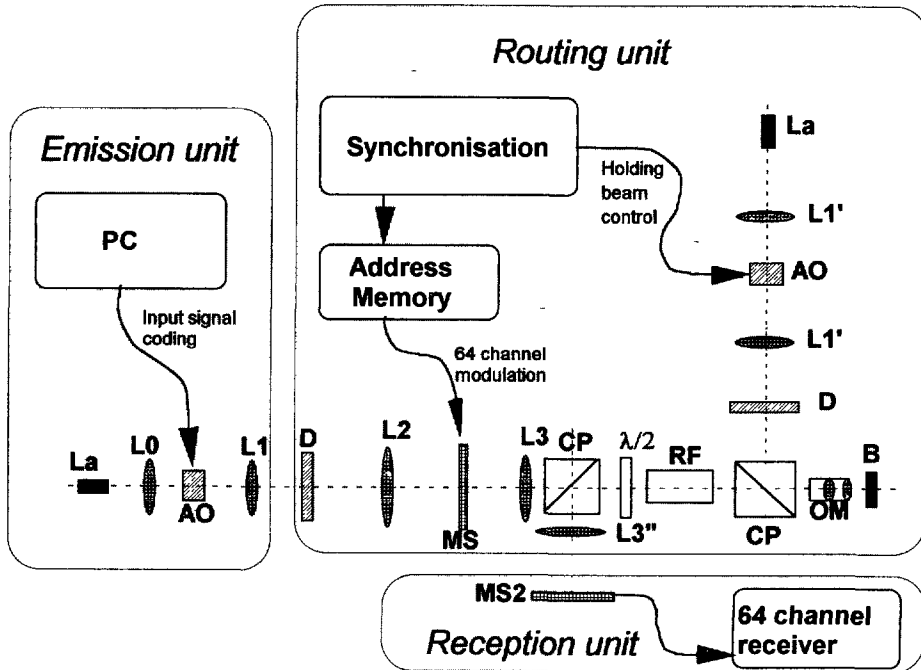 Routing unit
Emission unit
Synchronisation
Holding
beam
control
La
L1'
PC
Address
Memory
AO
Input signal
coding
64 channel
modulation
L1'
D
La
L0
AO
L1
D
L2
MS
L3
CP
λ/2
L3"
RF
CP
OM
B
MS2
Reception unit
64 channel
receiver